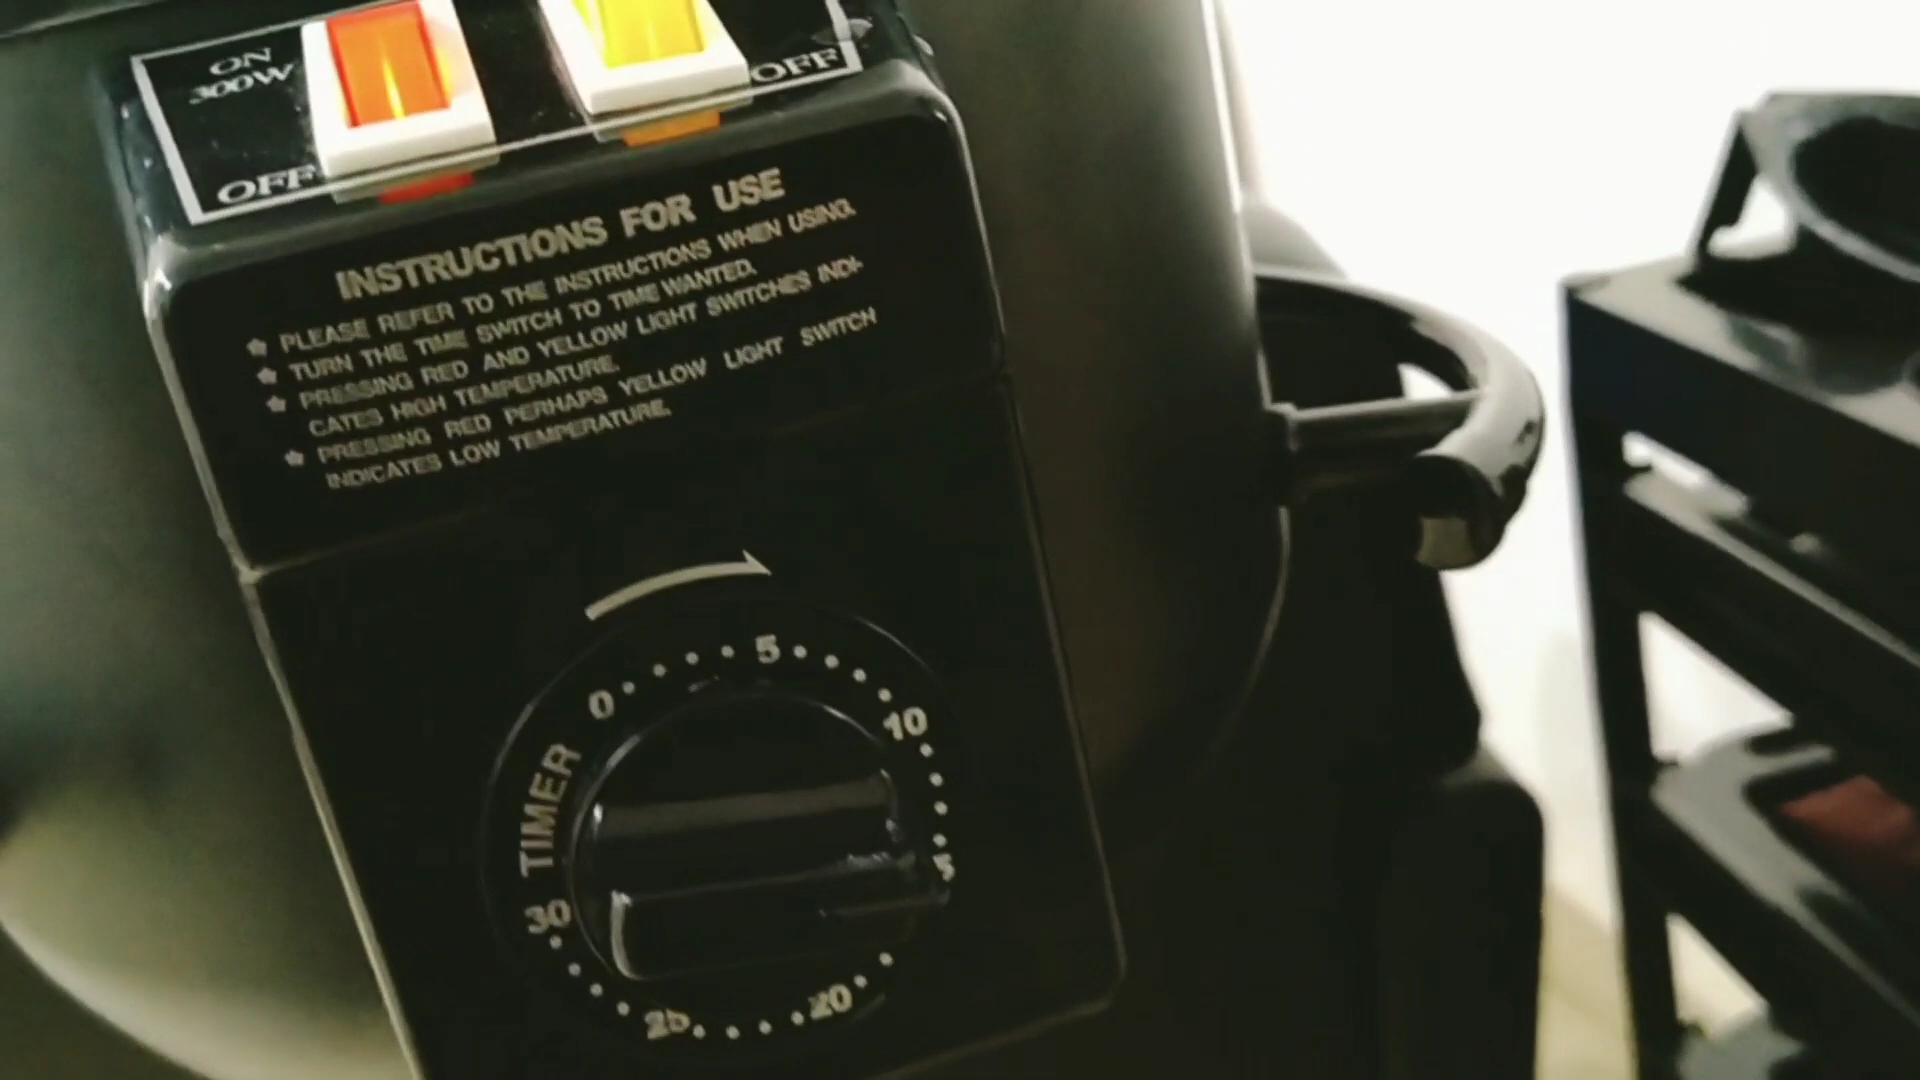 ON
300W
OFF
OFF
INSTRUCTIONS FOR USE
PLEASE REFER TO THE INSTRUCTIONS WHEN USING.
TURN THE TIME SWITCH TO TIME WANTED.
PRESSING RED AND YELLOW LIGHT SWITCHES INDI-
CATES HIGH TEMPERATURE.
PRESSING RED PERHAPS YELLOW LIGHT SWITCH
INDICATES LOW TEMPERATURE.
TIMER
0
5
10
5
20
25
30